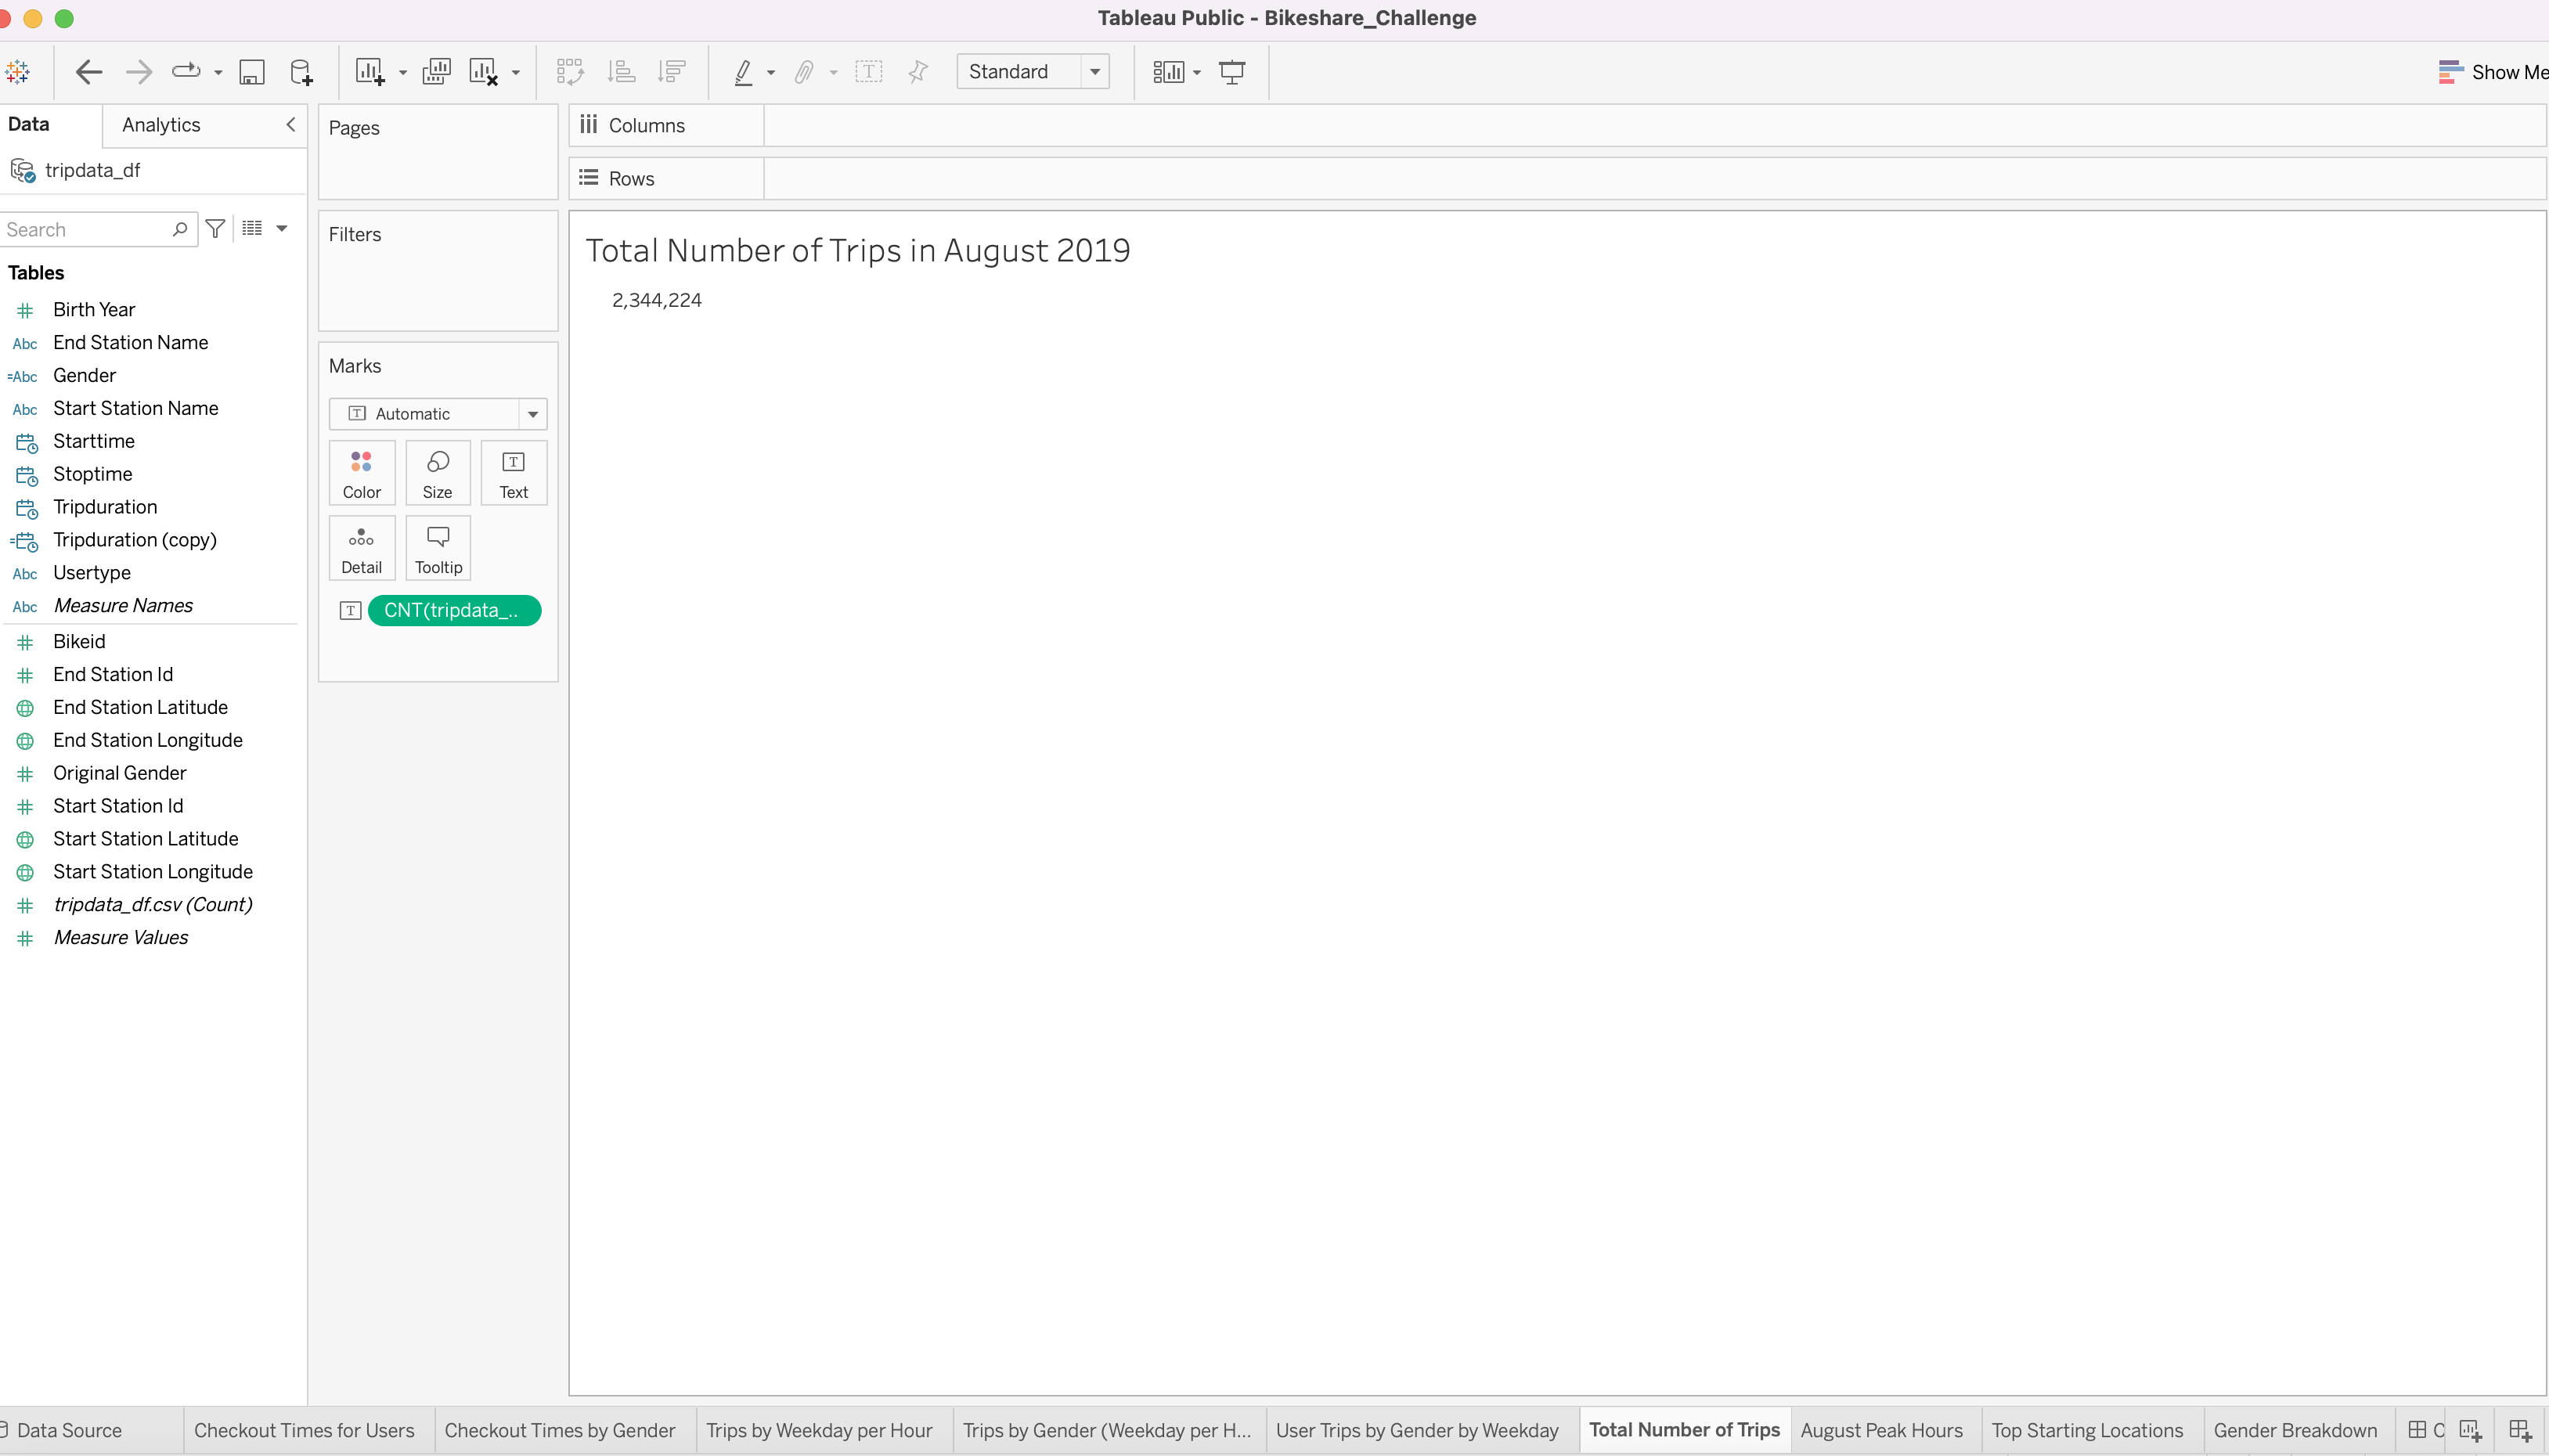 Tableau Public - Bikeshare_Challenge
Standard
Show Me
Data
Analytics
tripdata_df
Search
Tables
Birth Year
Abc End Station Name
=Abc Gender
Abc Start Station Name
Starttime
Stoptime
Tripduration
Tripduration (copy)
Abc Usertype
Abc Measure Names
Bikeid
End Station Id
End Station Latitude
End Station Longitude
Original Gender
Start Station Id
Start Station Latitude
Start Station Longitude
tripdata_df.csv (Count)
Measure Values
Pages
Filters
Marks
Automatic
Color
Size
Text
Detail
Tooltip
CNT(tripdata_..
Columns
Rows
Total Number of Trips in August 2019
2,344,224
Data Source
Checkout Times for Users
Checkout Times by Gender
Trips by Weekday per Hour
Trips by Gender (Weekday per H...
User Trips by Gender by Weekday
Total Number of Trips
August Peak Hours
Top Starting Locations
Gender Breakdown